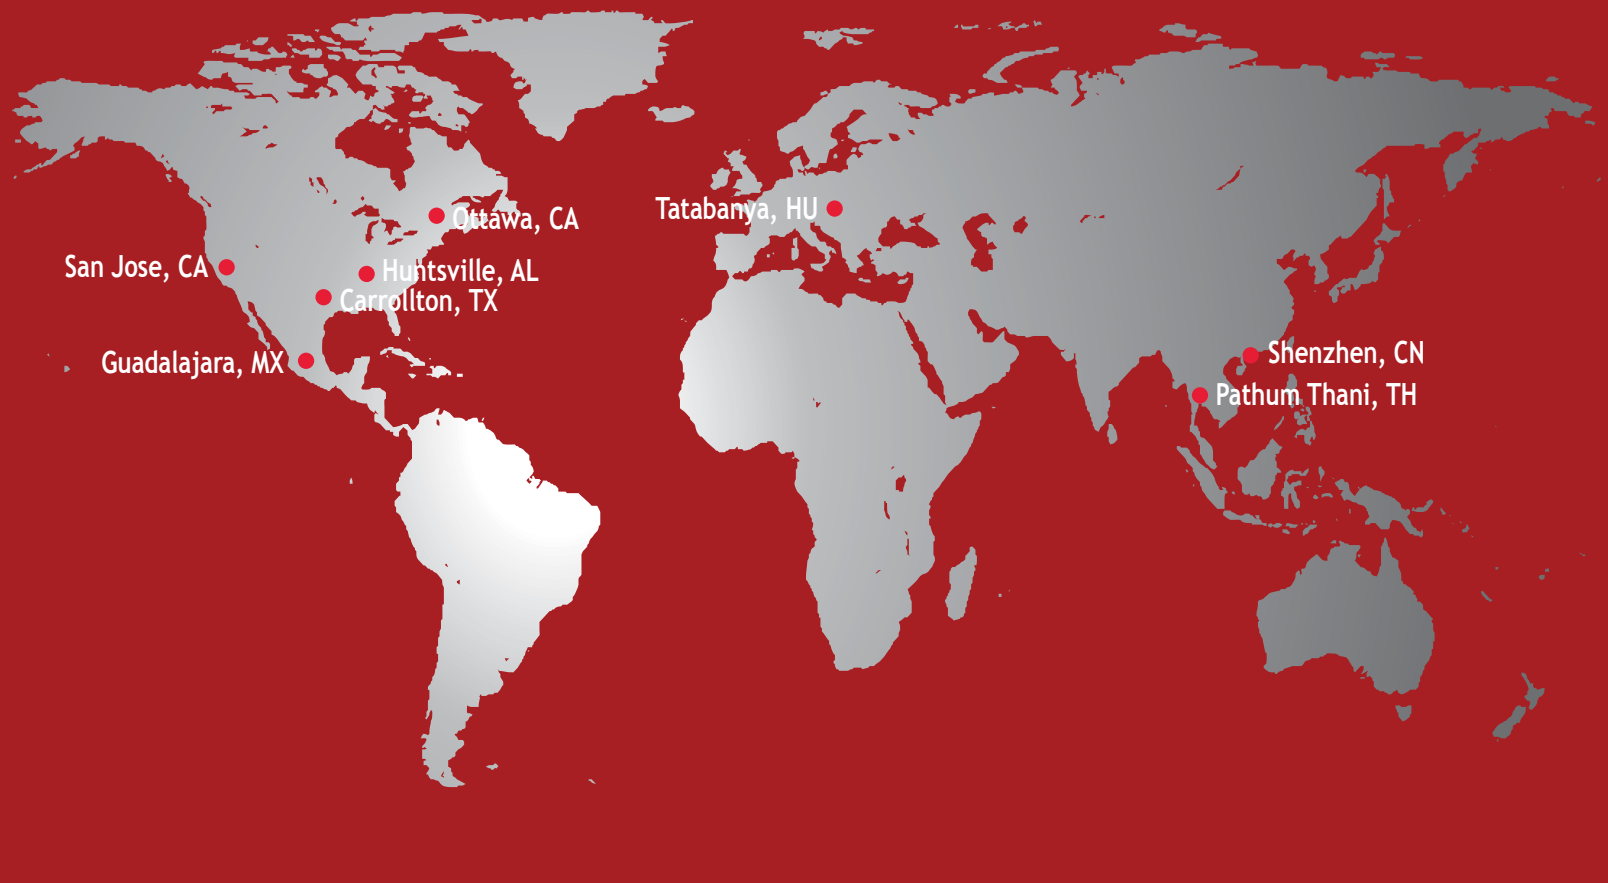 Tatabanya, HU
Ottawa, CA
San Jose, CA
Huntsville, AL
Carrollton, TX
Guadalajara, MX
Shenzhen, CN
Pathum Thani, TH